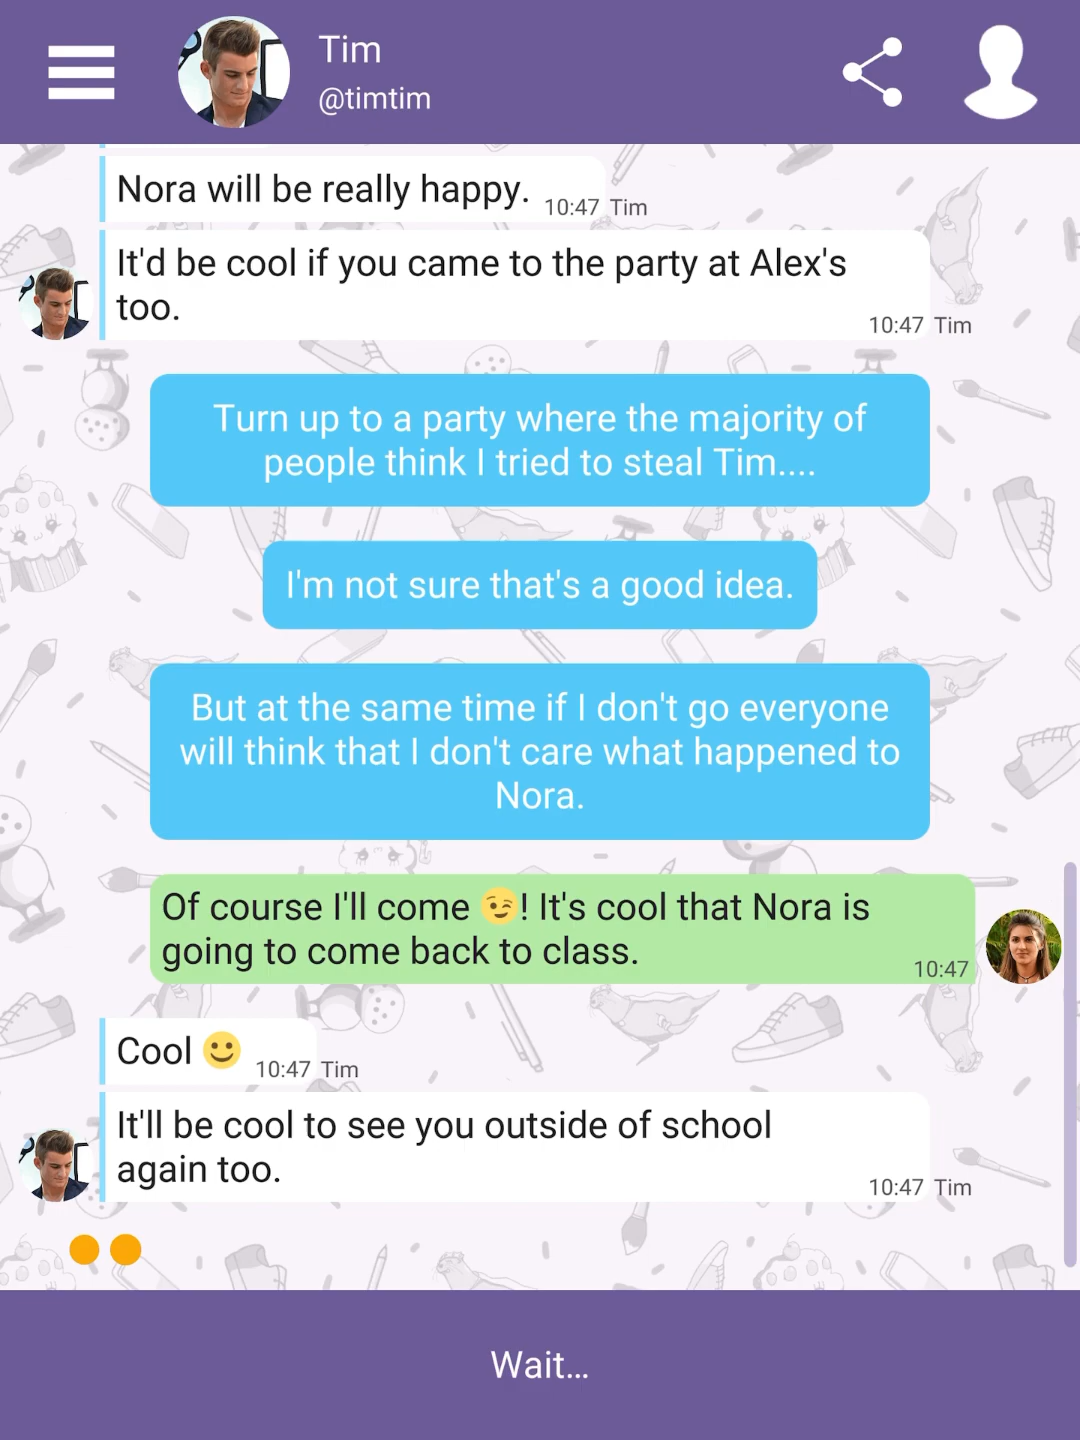 Tim
@timtim
Nora will be really happy. 10:47 Tim
It'd be cool if you came to the party at Alex's
too.
10:47 Tim
Turn up to a party where the majority of
people think I tried to steal Tim....
I'm not sure that's a good idea.
But at the same time if I don't go everyone
will think that I don't care what happened to
Nora.
Of course I'll come 😉! It's cool that Nora is
going to come back to class.
10:47
Cool 🙂 10:47 Tim
It'll be cool to see you outside of school
again too.
10:47 Tim
Wait...